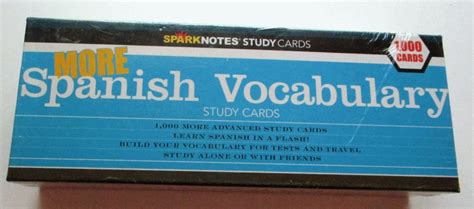 SPARKNOTES® STUDY CARDS
1,000
CARDS
MORE
Spanish Vocabulary
STUDY CARDS
1,000 MORE ADVANCED STUDY CARDS
LEARN SPANISH IN A FLASH!
BUILD YOUR VOCABULARY FOR TESTS AND TRAVEL
STUDY ALONE OR WITH FRIENDS